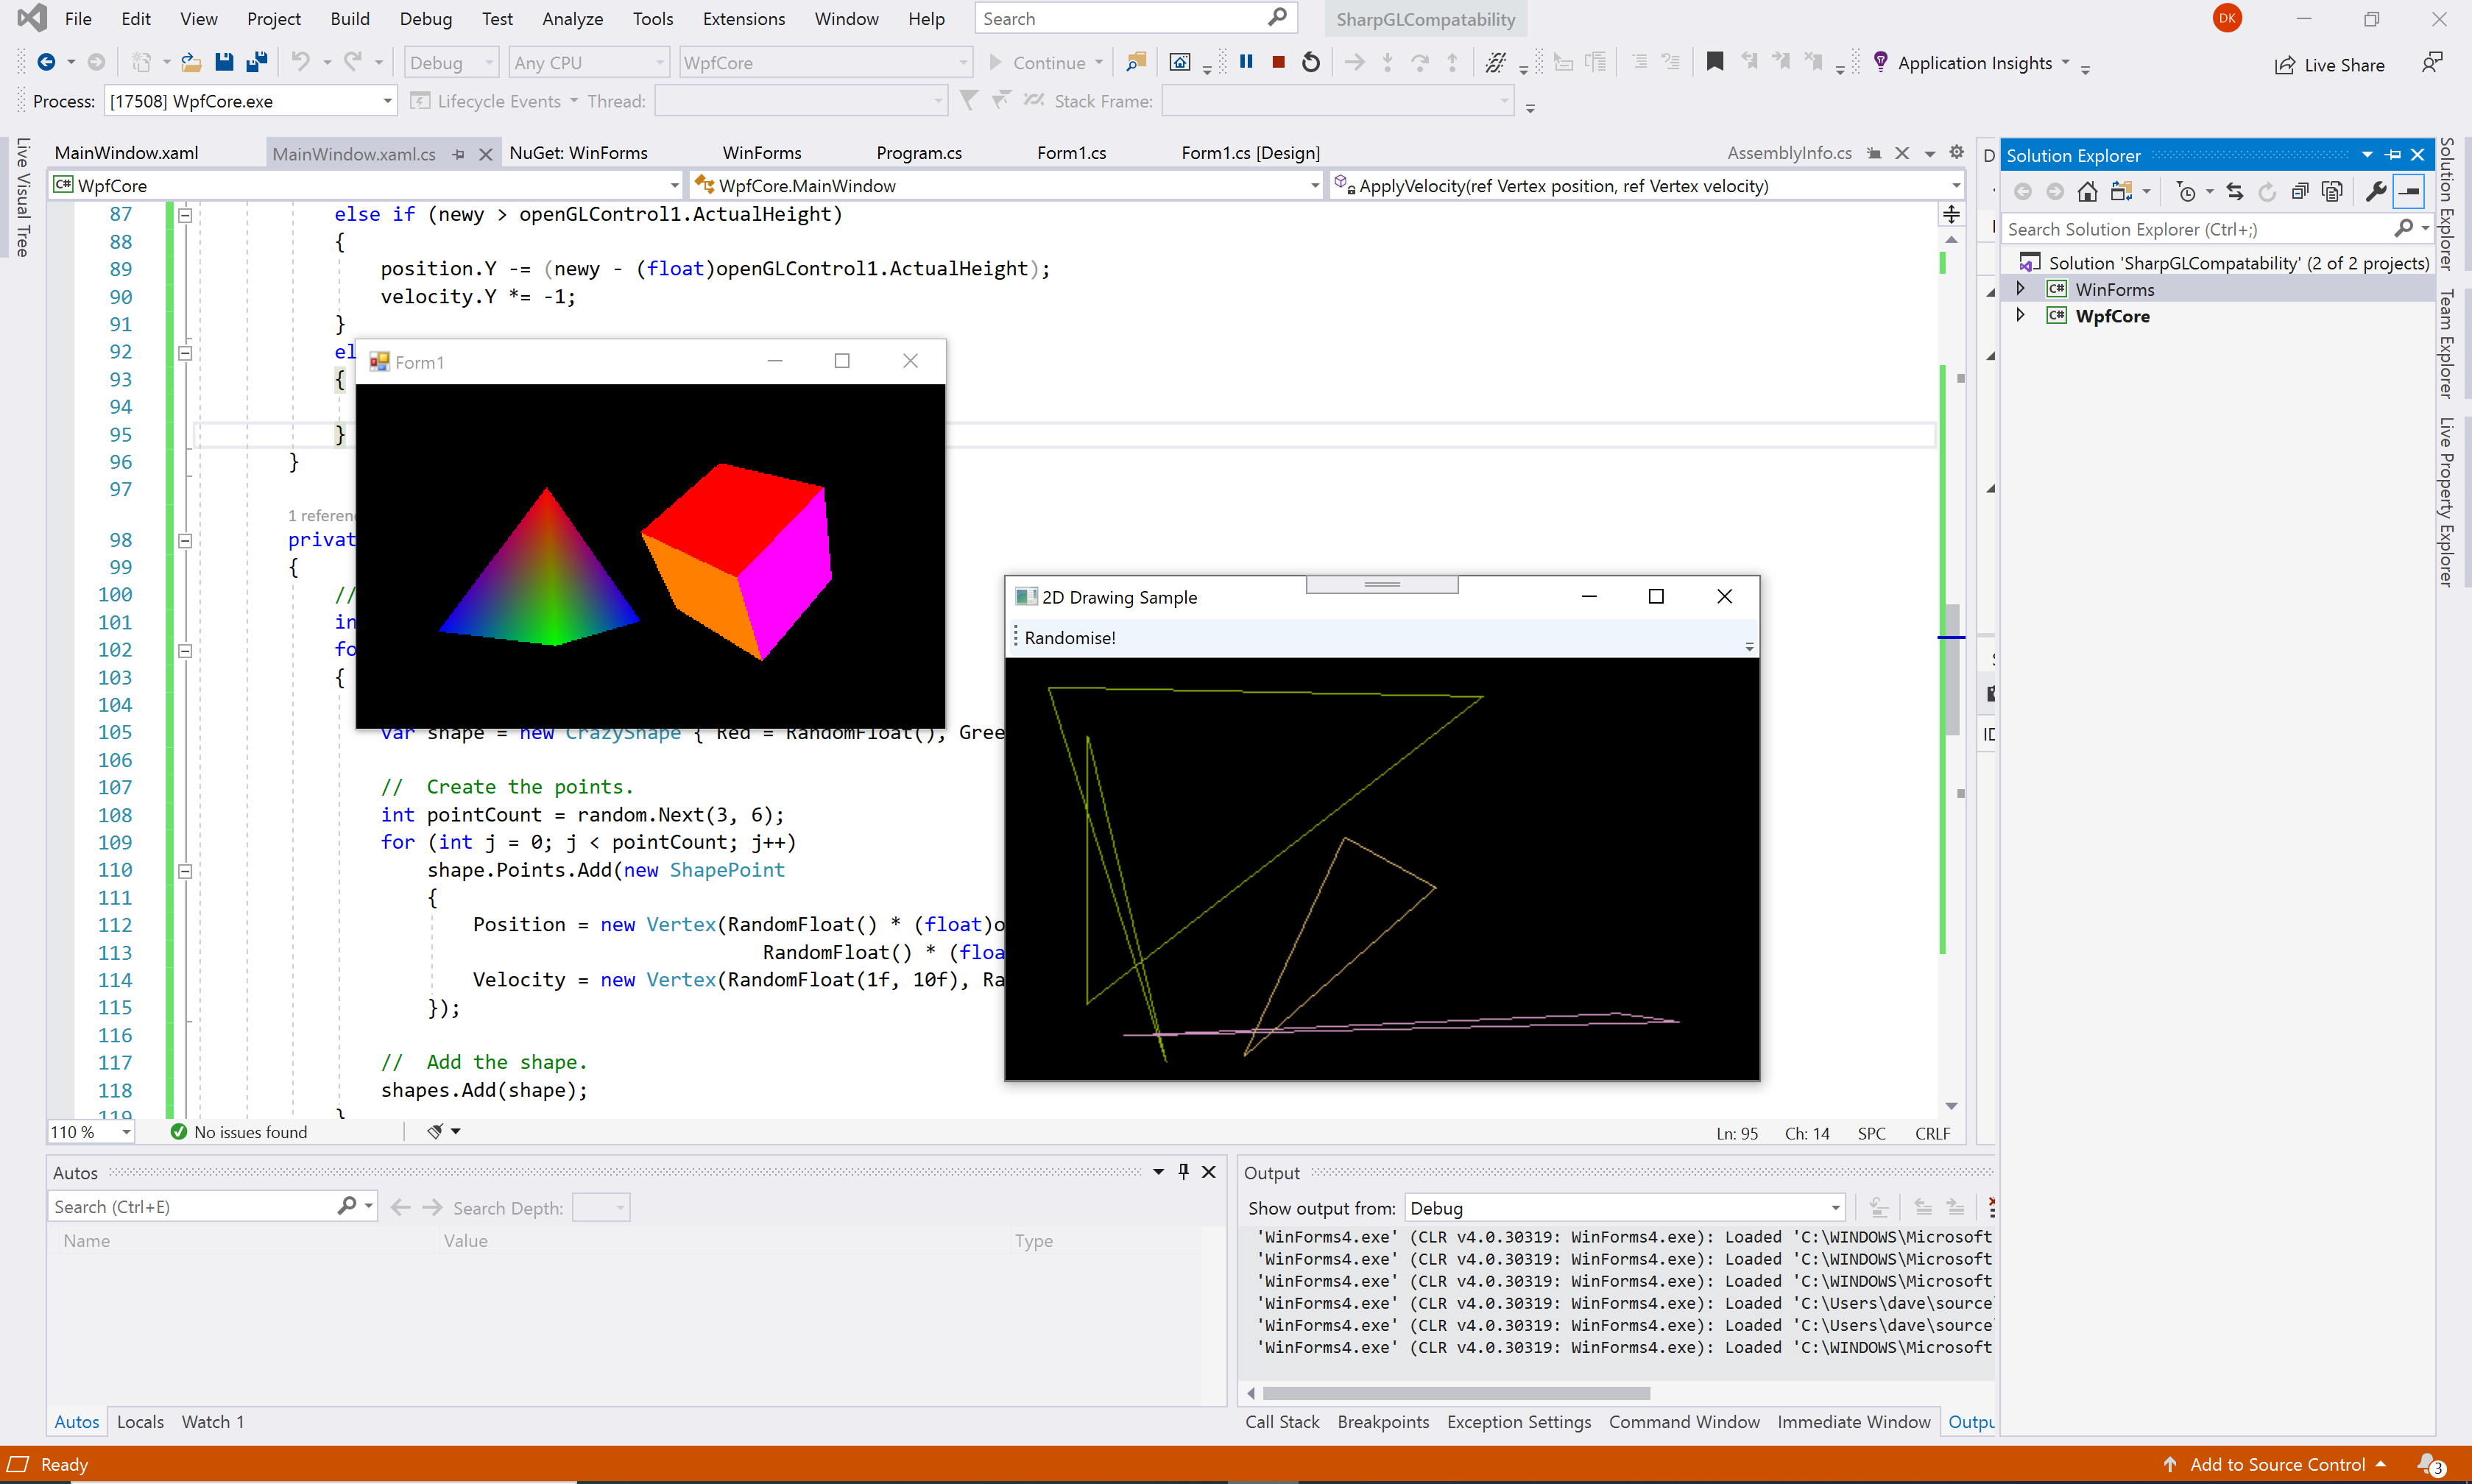 File Edit View Project Build Debug Test Analyze Tools Extensions Window Help Search SharpGLCompatability DK
Debug Any CPU WpfCore Continue Application Insights Live Share
Process: [17508] WpfCore.exe Lifecycle Events Thread: Stack Frame:
Live Visual Tree
MainWindow.xaml MainWindow.xaml.cs NuGet: WinForms WinForms Program.cs Form1.cs Form1.cs [Design] AssemblyInfo.cs
C# WpfCore WpfCore.MainWindow ApplyVelocity(ref Vertex position, ref Vertex velocity)
87 else if (newy > openGLControl1.ActualHeight)
88 {
89 position.Y -= (newy - (float)openGLControl1.ActualHeight);
90 velocity.Y *= -1;
91 }
92 el
93 {
94
95 }
96 }
97
1 referen
98 privat
99 {
100 //
101 in
102 fo
103 {
104
105 var shape = new CrazyShape { Red = RandomFloat(), Gree
106
107 // Create the points.
108 int pointCount = random.Next(3, 6);
109 for (int j = 0; j < pointCount; j++)
110 shape.Points.Add(new ShapePoint
111 {
112 Position = new Vertex(RandomFloat() * (float)o
113 RandomFloat() * (floa
114 Velocity = new Vertex(RandomFloat(1f, 10f), Ra
115 });
116
117 // Add the shape.
118 shapes.Add(shape);
119 }
Form1
2D Drawing Sample
Randomise!
110 % No issues found Ln: 95 Ch: 14 SPC CRLF
Solution Explorer
Search Solution Explorer (Ctrl+;)
Solution 'SharpGLCompatability' (2 of 2 projects)
C# WinForms
C# WpfCore
Solution Explorer
Team Explorer
Live Property Explorer
Autos
Search (Ctrl+E) Search Depth:
Name Value Type
Autos Locals Watch 1
Output
Show output from: Debug
'WinForms4.exe' (CLR v4.0.30319: WinForms4.exe): Loaded 'C:\WINDOWS\Microsoft
'WinForms4.exe' (CLR v4.0.30319: WinForms4.exe): Loaded 'C:\WINDOWS\Microsoft
'WinForms4.exe' (CLR v4.0.30319: WinForms4.exe): Loaded 'C:\WINDOWS\Microsoft
'WinForms4.exe' (CLR v4.0.30319: WinForms4.exe): Loaded 'C:\Users\dave\source
'WinForms4.exe' (CLR v4.0.30319: WinForms4.exe): Loaded 'C:\Users\dave\source
'WinForms4.exe' (CLR v4.0.30319: WinForms4.exe): Loaded 'C:\WINDOWS\Microsoft
Call Stack Breakpoints Exception Settings Command Window Immediate Window Outpu
Ready Add to Source Control 3